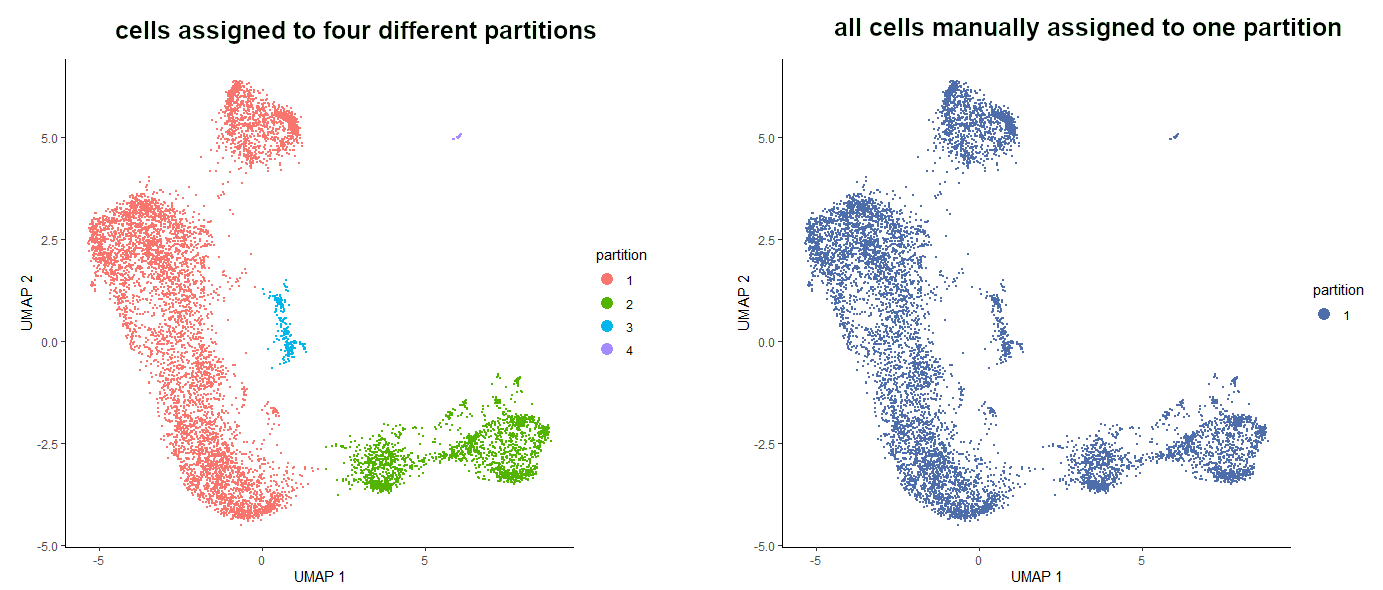 cells assigned to four different partitions
5.0
2.5
0.0
-2.5
-5.0
UMAP 2
-5
0
5
UMAP 1
partition
1
2
3
4
all cells manually assigned to one partition
5.0
2.5
0.0
-2.5
-5.0
UMAP 2
-5
0
5
UMAP 1
partition
1